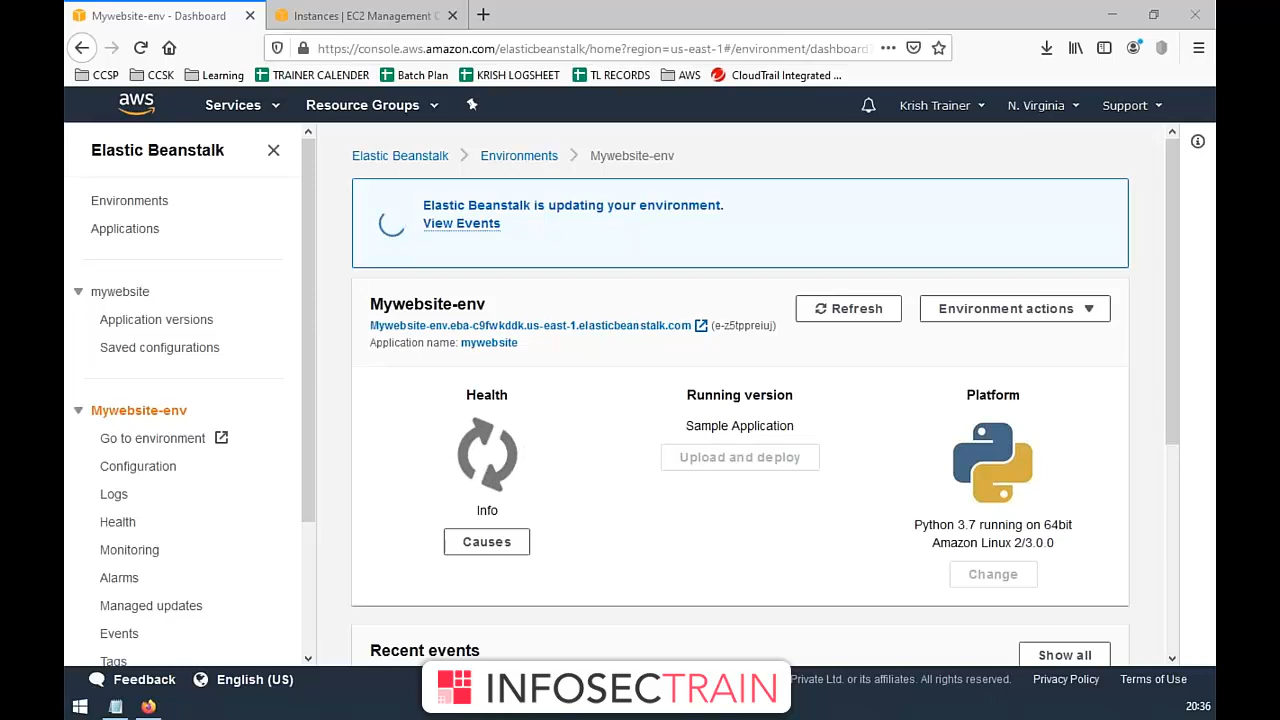 Mywebsite-env - Dashboard
Instances | EC2 Management C
https://console.aws.amazon.com/elasticbeanstalk/home?region=us-east-1#/environment/dashboard
CCSP
CCSK
Learning
TRAINER CALENDER
Batch Plan
KRISH LOGSHEET
TL RECORDS
AWS
CloudTrail Integrated ...
aws
Services
Resource Groups
Krish Trainer
N. Virginia
Support
Elastic Beanstalk
Environments
Applications
mywebsite
Application versions
Saved configurations
Mywebsite-env
Go to environment
Configuration
Logs
Health
Monitoring
Alarms
Managed updates
Events
Tags
Elastic Beanstalk > Environments > Mywebsite-env
Elastic Beanstalk is updating your environment.
View Events
Mywebsite-env
Mywebsite-env.eba-c9fwkddk.us-east-1.elasticbeanstalk.com (e-z5tppreiuj)
Application name: mywebsite
Refresh
Environment actions
Health
Info
Causes
Running version
Sample Application
Upload and deploy
Platform
Python 3.7 running on 64bit
Amazon Linux 2/3.0.0
Change
Recent events
Show all
Feedback
English (US)
INFOSECTRAIN
Private Ltd. or its affiliates. All rights reserved.
Privacy Policy
Terms of Use
20:36